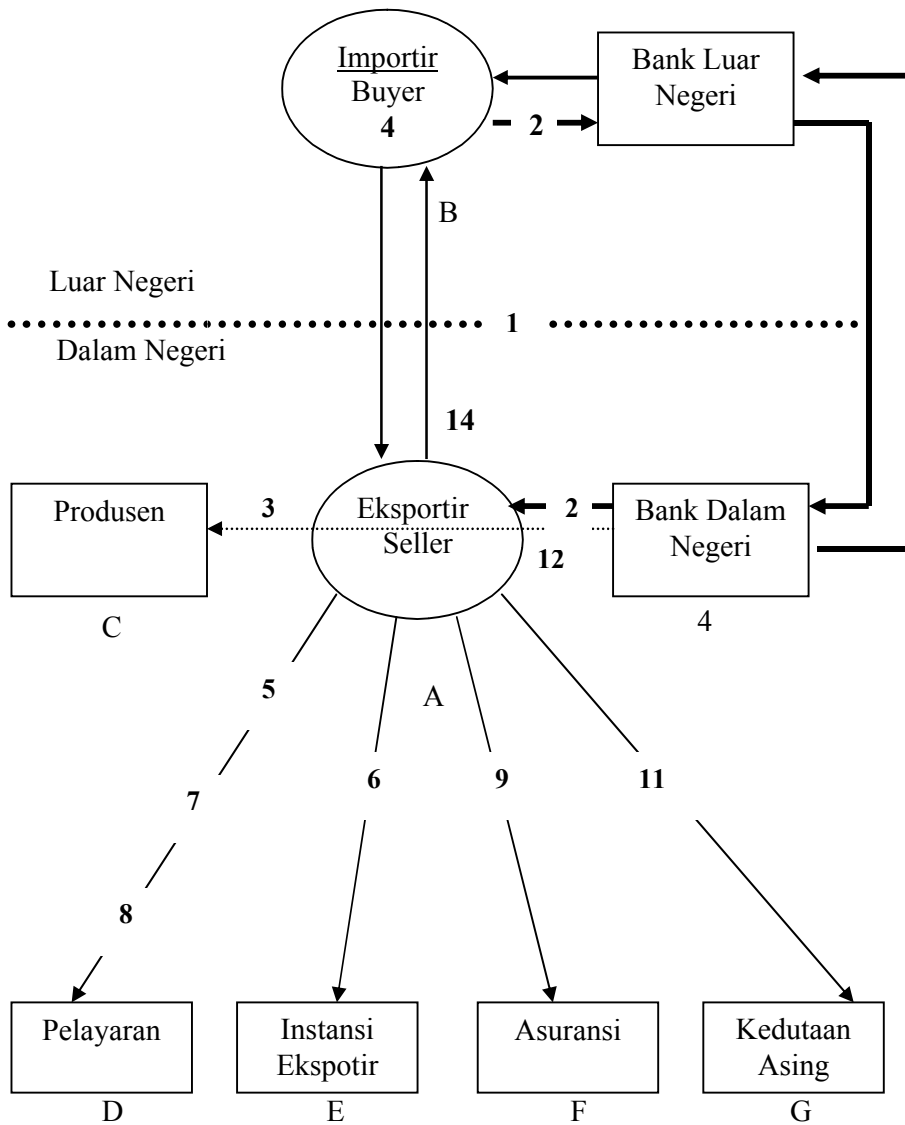 Importir
Buyer
4
2
Bank Luar
Negeri
B
Luar Negeri
1
Dalam Negeri
14
Produsen
3
Eksportir
Seller
2
12
Bank Dalam
Negeri
C
4
5
A
6
9
11
7
8
Pelayaran
Instansi
Ekspotir
Asuransi
Kedutaan
Asing
D
E
F
G